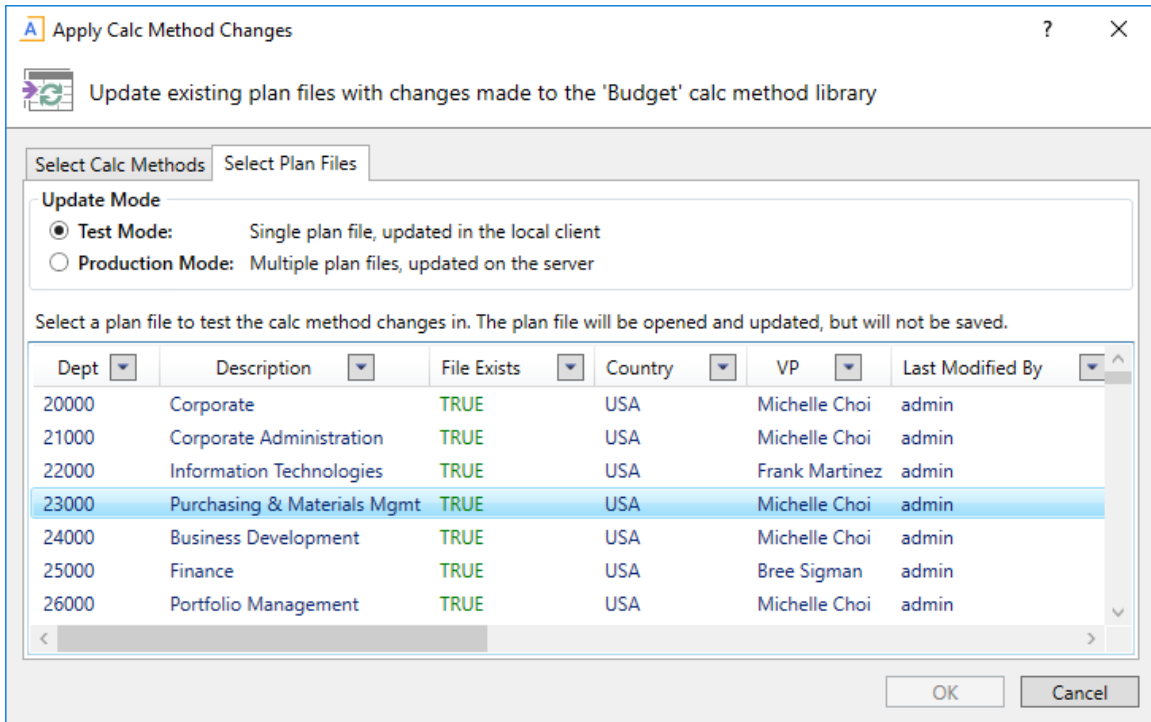 A Apply Calc Method Changes ?
Update existing plan files with changes made to the 'Budget' calc method library
Select Calc Methods Select Plan Files
Update Mode
Test Mode: Single plan file, updated in the local client
Production Mode: Multiple plan files, updated on the server
Select a plan file to test the calc method changes in. The plan file will be opened and updated, but will not be saved.
Dept Description File Exists Country VP Last Modified By
20000 Corporate TRUE USA Michelle Choi admin
21000 Corporate Administration TRUE USA Michelle Choi admin
22000 Information Technologies TRUE USA Frank Martinez admin
23000 Purchasing & Materials Mgmt TRUE USA Michelle Choi admin
24000 Business Development TRUE USA Michelle Choi admin
25000 Finance TRUE USA Bree Sigman admin
26000 Portfolio Management TRUE USA Michelle Choi admin
OK Cancel